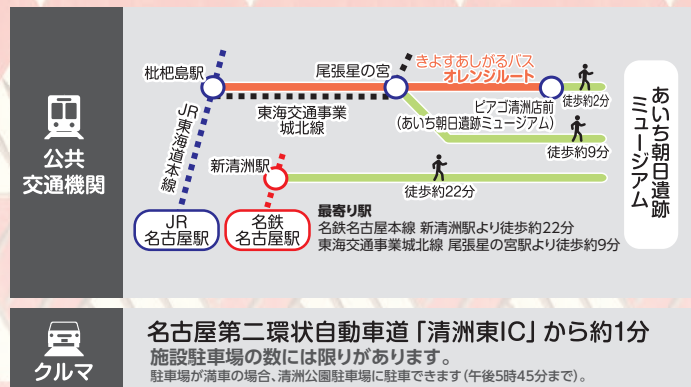 公共
交通機関
枇杷島駅
尾張星の宮
きよすあしがるバス
オレンジルート
東海交通事業
城北線
ピアゴ清洲店前
(あいち朝日遺跡ミュージアム)
徒歩約2分
徒歩約9分
JR東海道本線
新清洲駅
徒歩約22分
あいち朝日遺跡
ミュージアム
JR
名古屋駅
名鉄
名古屋駅
最寄り駅
名鉄名古屋本線 新清洲駅より徒歩約22分
東海交通事業城北線 尾張星の宮駅より徒歩約9分
クルマ
名古屋第二環状自動車道「清洲東IC」から約1分
施設駐車場の数には限りがあります。
駐車場が満車の場合、清洲公園駐車場に駐車できます(午後5時45分まで)。